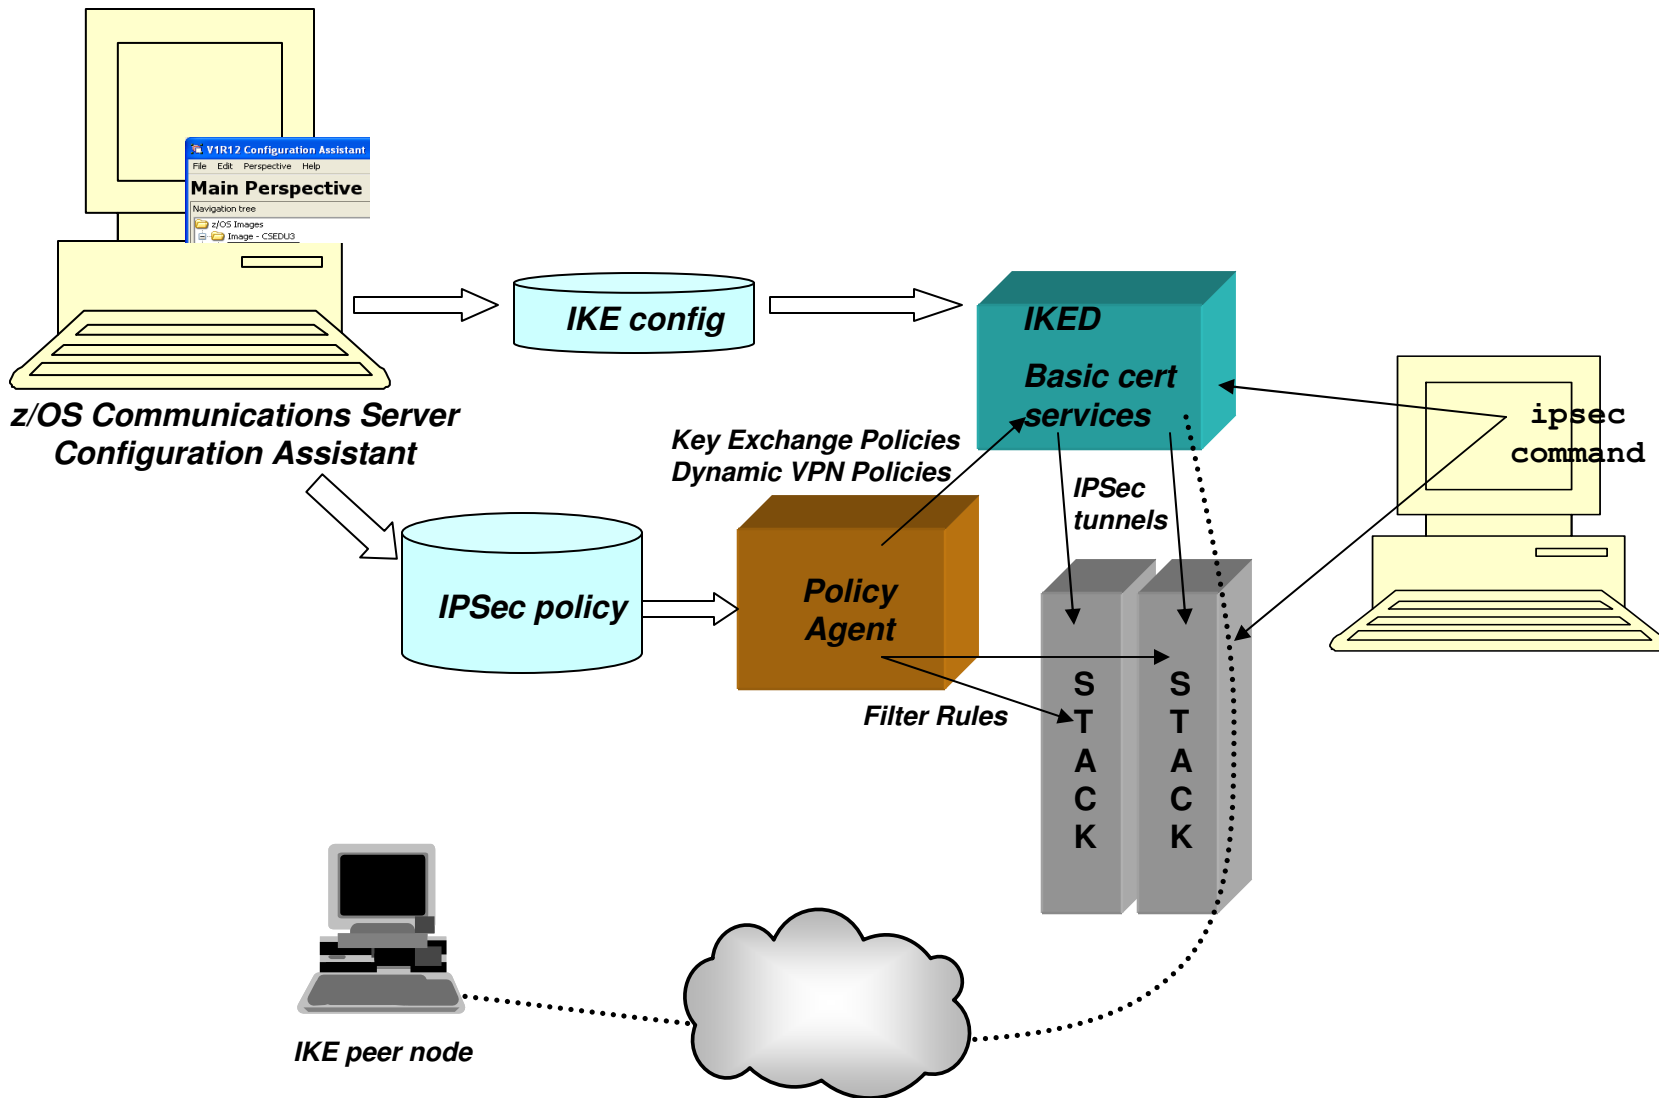 V1R12 Configuration Assistant
File Edit Perspective Help
Main Perspective
Navigation tree
z/OS Images
Image - CSEDU3
z/OS Communications Server
Configuration Assistant
IKE config
IKED
Basic cert
services
ipsec
command
Key Exchange Policies
Dynamic VPN Policies
IPSec
tunnels
IPSec policy
Policy
Agent
Filter Rules
STACK
STACK
IKE peer node